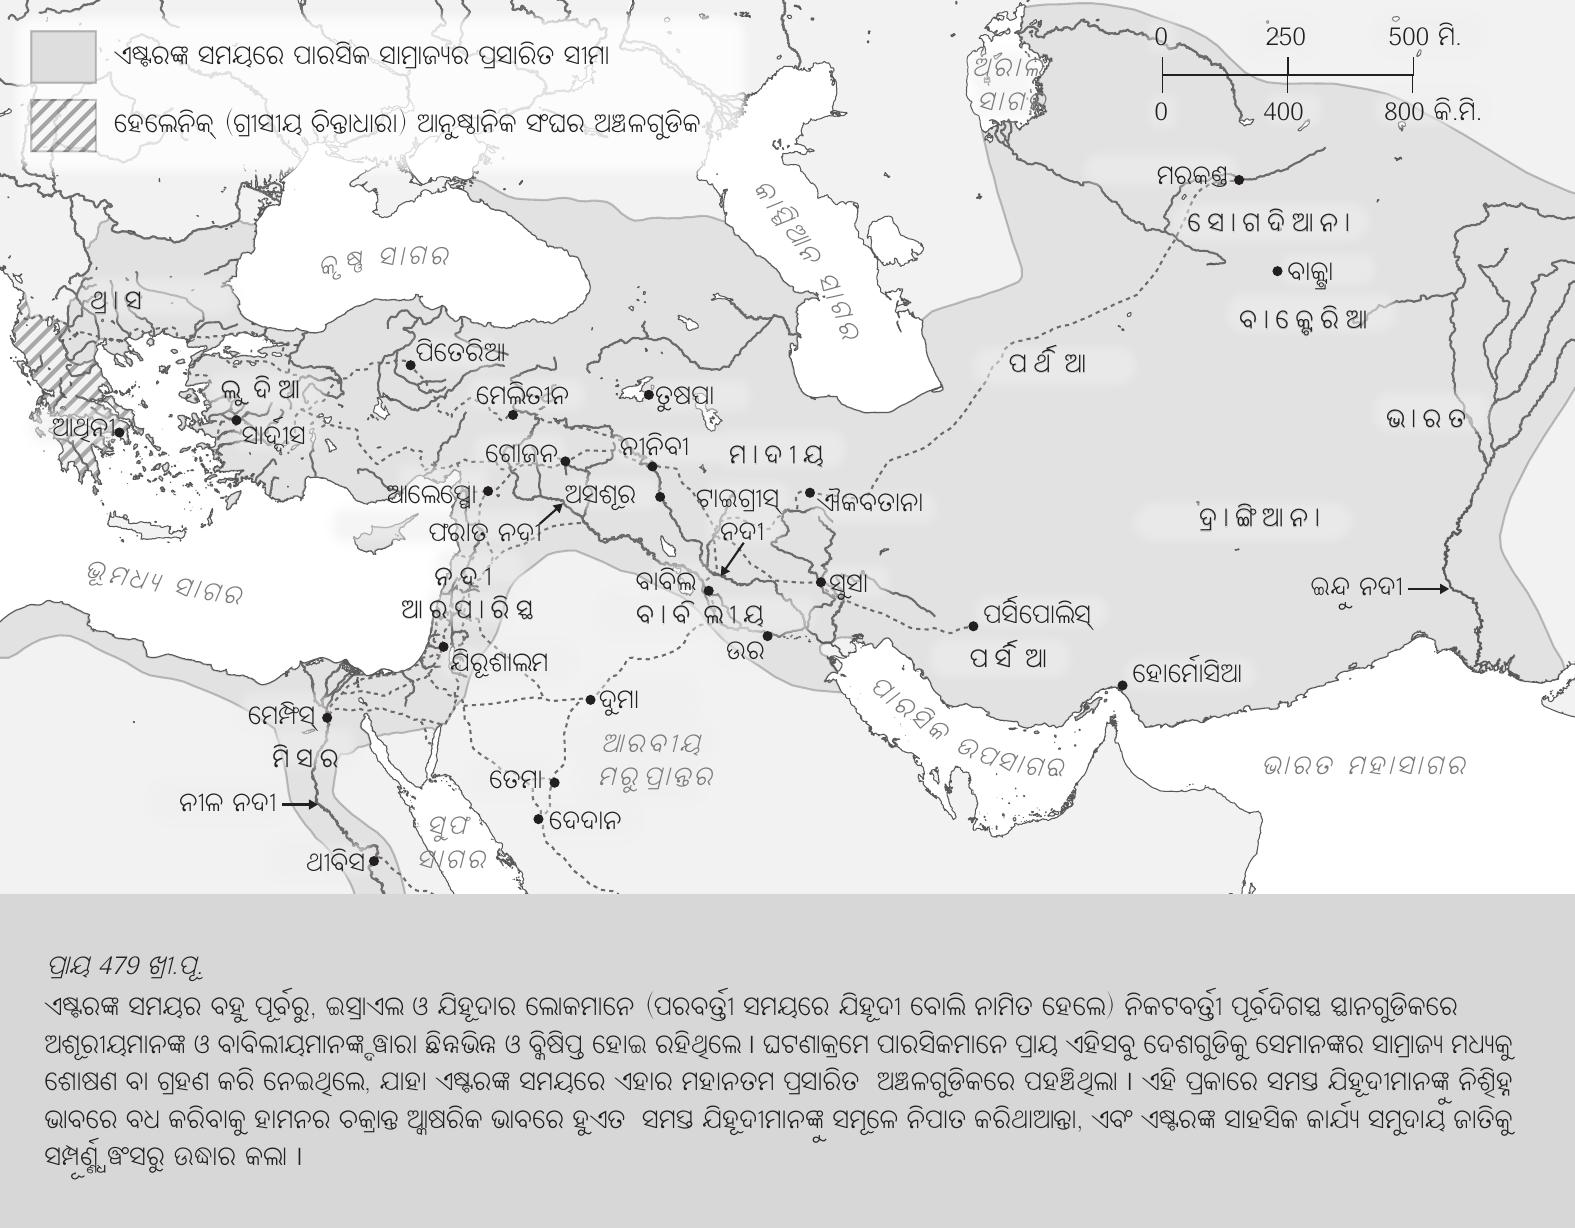 ଏଷ୍ଟରଙ୍କ ସମୟରେ ପାରସିକ ସାମ୍ରାଜ୍ୟର ପ୍ରସାରିତ ସୀମା
ହେଲେନିକ୍ (ଗ୍ରୀସୀୟ ଚିନ୍ତାଧାରା) ଆନୁଷ୍ଠାନିକ ସଂଘର ଅଞ୍ଚଳଗୁଡିକ
0 250 500 ମି.
0 400 800 କି.ମି.
ଅରାଲ
ସାଗର
ମରକଣ୍ଡ
ସୋଗଦିଆନା
ବାକ୍ଟ୍ରା
ବାକ୍ଟେରିଆ
କାସ୍ପିଆନ ସାଗର
କୃଷ୍ଣ ସାଗର
ଥ୍ରାସ
ପିତେରିଆ
ପର୍ଥିଆ
ଲୁଦିଆ
ମେଲିତୀନ
ତୁଷପା
ଭାରତ
ଆଥିନୀ
ସାର୍ଦ୍ଦୀସ
ଗୋଜନ
ନୀନିବୀ
ମାଦୀୟ
ଆଲେପ୍ପୋ
ଅସଶୂର
ଟାଇଗ୍ରୀସ୍
ନଦୀ
ଐକବତାନା
ଦ୍ରାଙ୍ଗିଆନା
ଫରାତ ନଦୀ
ଭୂମଧ୍ୟ ସାଗର
ନଦୀ
ଆରପାରିସ୍ଥ
ବାବିଲ
ବାବିଲୀୟ
ସୁସା
ଇନ୍ଦୁ ନଦୀ
ପର୍ସିପୋଲିସ୍
ଉର
ପର୍ସିଆ
ଯିରୂଶାଲମ
ହୋର୍ମୋସିଆ
ଦୁମା
ମେମ୍ଫିସ୍
ପାରସିକ ଉପସାଗର
ଆରବୀୟ
ମରୁପ୍ରାନ୍ତର
ମିସର
ତେମା
ଭାରତ ମହାସାଗର
ନୀଳ ନଦୀ
ଦେଦାନ
ସୁଫ
ସାଗର
ଥୀବିସ
ପ୍ରାୟ 479 ଖ୍ରୀ.ପୂ.
ଏଷ୍ଟରଙ୍କ ସମୟର ବହୁ ପୂର୍ବରୁ, ଇସ୍ରାଏଲ ଓ ଯିହୂଦାର ଲୋକମାନେ (ପରବର୍ତ୍ତୀ ସମୟରେ ଯିହୂଦୀ ବୋଲି ନାମିତ ହେଲେ) ନିକଟବର୍ତ୍ତୀ ପୂର୍ବଦିଗସ୍ଥ ସ୍ଥାନଗୁଡିକରେ
ଅଶୂରୀୟମାନଙ୍କ ଓ ବାବିଲୀୟମାନଙ୍କ ଦ୍ୱାରା ଛିନ୍ନଭିନ୍ନ ଓ ବିକ୍ଷିପ୍ତ ହୋଇ ରହିଥିଲେ। ଘଟଣାକ୍ରମେ ପାରସିକମାନେ ପ୍ରାୟ ଏହିସବୁ ଦେଶଗୁଡିକୁ ସେମାନଙ୍କର ସାମ୍ରାଜ୍ୟ ମଧ୍ୟକୁ
ଶୋଷଣ ବା ଗ୍ରହଣ କରି ନେଇଥିଲେ, ଯାହା ଏଷ୍ଟରଙ୍କ ସମୟରେ ଏହାର ମହାନତମ ପ୍ରସାରିତ ଅଞ୍ଚଳଗୁଡିକରେ ପହଞ୍ଚିଥିଲା। ଏହି ପ୍ରକାରେ ସମସ୍ତ ଯିହୂଦୀମାନଙ୍କୁ ନିଶ୍ଚିହ୍ନ
ଭାବରେ ବଧ କରିବାକୁ ହାମନର ଚକ୍ରାନ୍ତ ଆକ୍ଷରିକ ଭାବରେ ହୁଏତ ସମସ୍ତ ଯିହୂଦୀମାନଙ୍କୁ ସମୂଳେ ନିପାତ କରିଥାଆନ୍ତା, ଏବଂ ଏଷ୍ଟରଙ୍କ ସାହସିକ କାର୍ଯ୍ୟ ସମୁଦାୟ ଜାତିକୁ
ସମ୍ପୂର୍ଣ୍ଣ ଧ୍ୱଂସରୁ ଉଦ୍ଧାର କଲା।